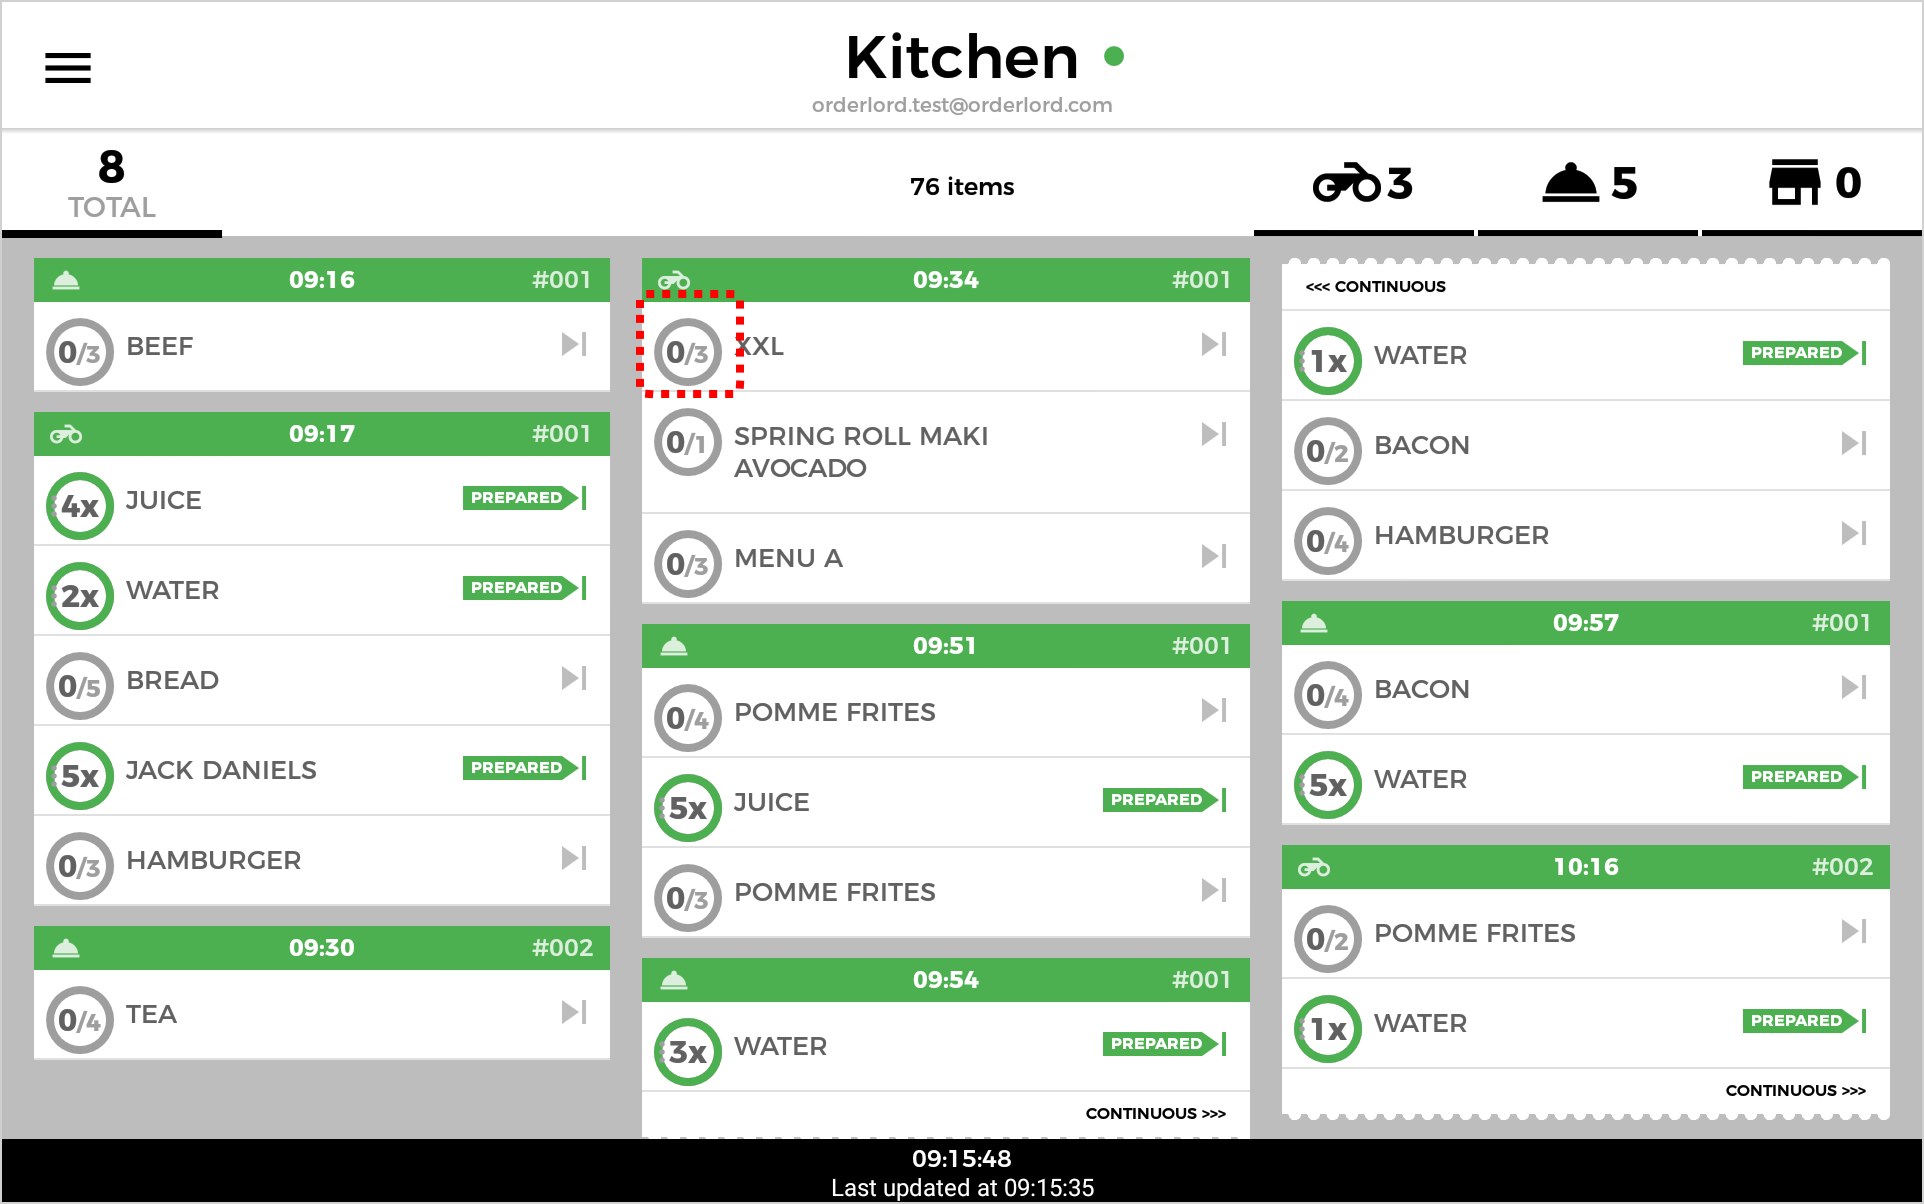 Kitchen
orderlord.test@orderlord.com
8
TOTAL
76 items
3
5
0
09:16 #001
0/3 BEEF
09:17 #001
4x JUICE PREPARED
2x WATER PREPARED
0/5 BREAD
5x JACK DANIELS PREPARED
0/3 HAMBURGER
09:30 #002
0/4 TEA
09:34 #001
0/3 XXL
0/1 SPRING ROLL MAKI
AVOCADO
0/3 MENU A
09:51 #001
0/4 POMME FRITES
5x JUICE PREPARED
0/3 POMME FRITES
09:54 #001
3x WATER PREPARED
CONTINUOUS >>>
<<< CONTINUOUS
1x WATER PREPARED
0/2 BACON
0/4 HAMBURGER
09:57 #001
0/4 BACON
5x WATER PREPARED
10:16 #002
0/2 POMME FRITES
1x WATER PREPARED
CONTINUOUS >>>
09:15:48
Last updated at 09:15:35